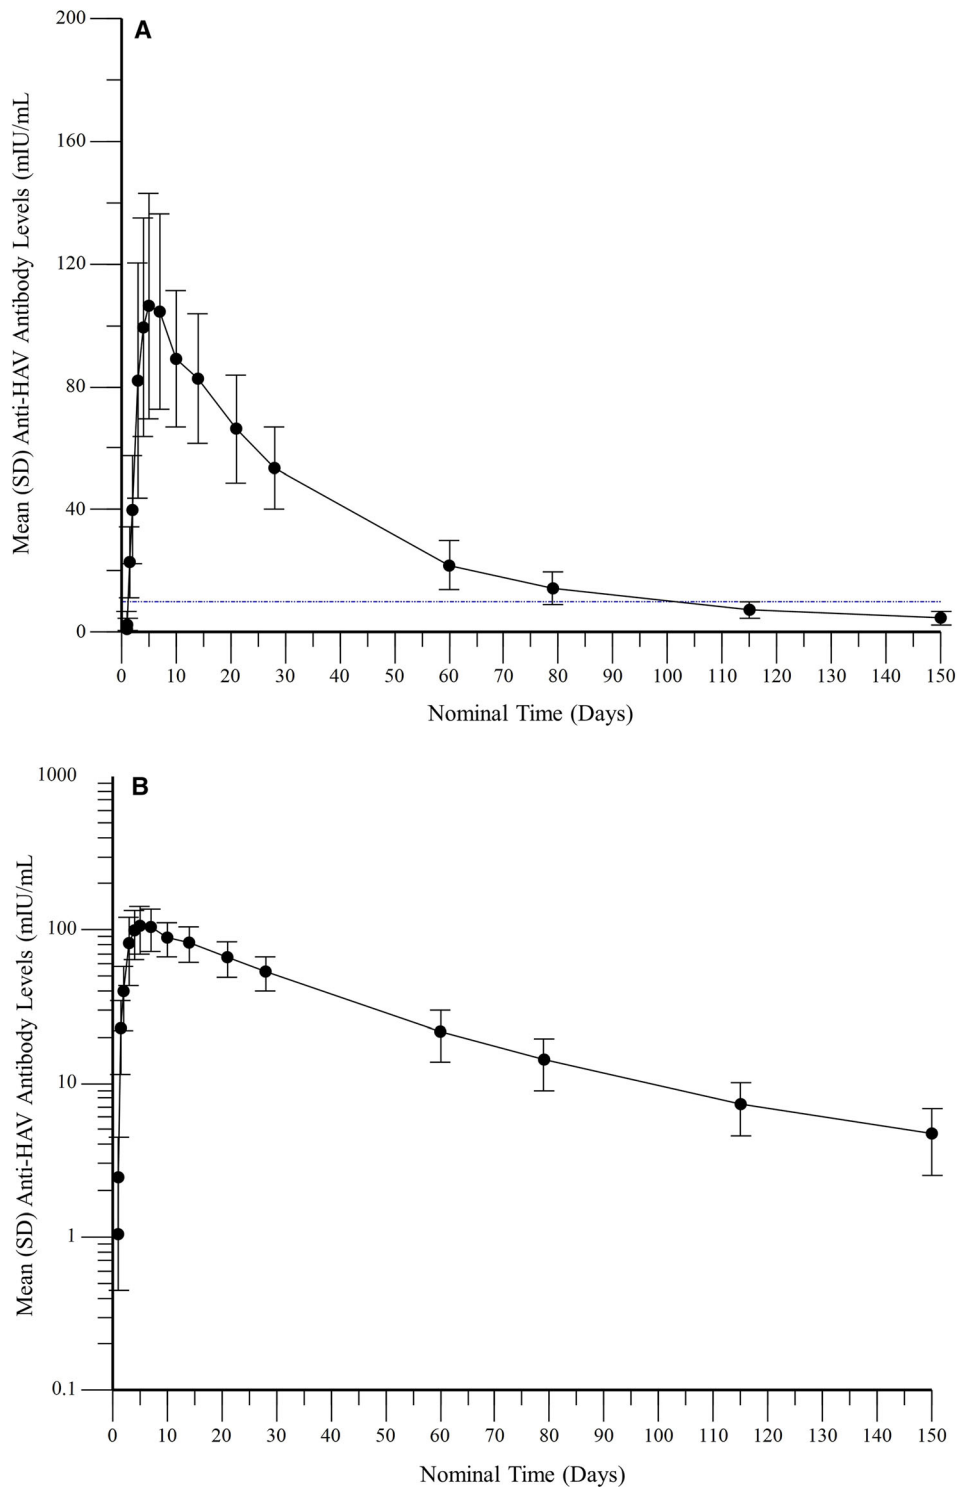 A
Mean (SD) Anti-HAV Antibody Levels (mIU/mL
200
160
120
80
40
0
0 10 20 30 40 50 60 70 80 90 100 110 120 130 140 150
Nominal Time (Days)
B
Mean (SD) Anti-HAV Antibody Levels (mIU/mL
1000
100
10
1
0.1
0 10 20 30 40 50 60 70 80 90 100 110 120 130 140 150
Nominal Time (Days)